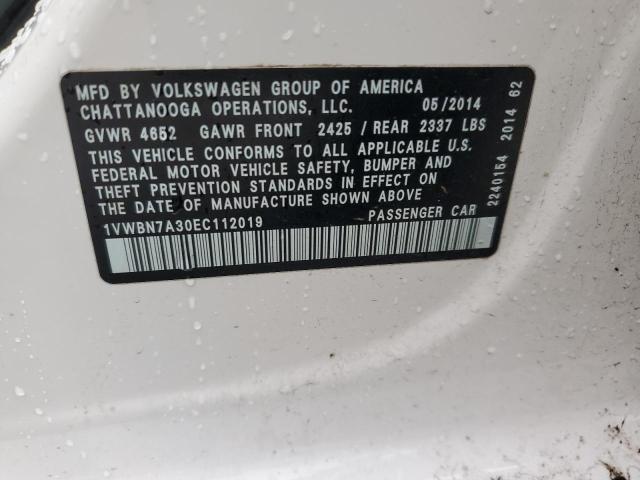 MFD BY VOLKSWAGEN GROUP OF AMERICA
CHATTANOOGA OPERATIONS, LLC. 05/2014
GVWR 4652 GAWR FRONT 2425 / REAR 2337 LBS
THIS VEHICLE CONFORMS TO ALL APPLICABLE U.S.
FEDERAL MOTOR VEHICLE SAFETY, BUMPER AND
THEFT PREVENTION STANDARDS IN EFFECT ON
THE DATE OF MANUFACTURE SHOWN ABOVE
1VWBN7A30EC112019 PASSENGER CAR
2240154 2014 62